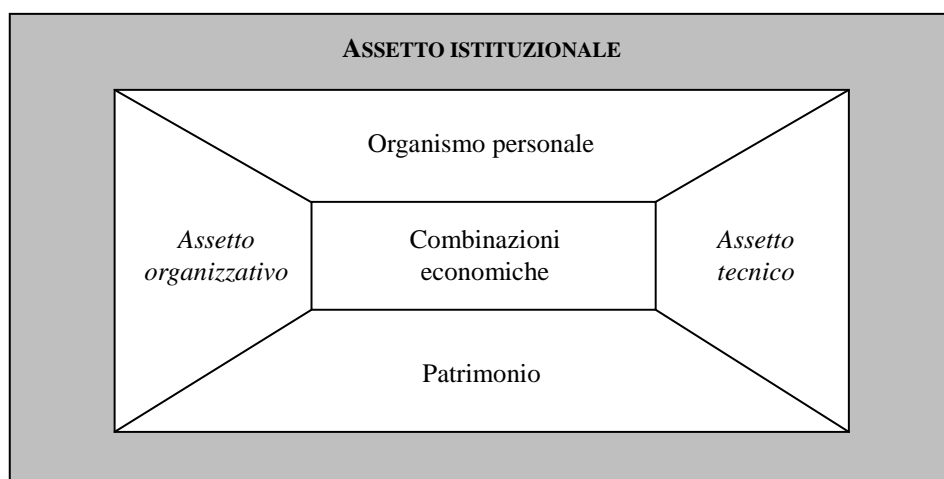 ASSETTO ISTITUZIONALE
Organismo personale
Assetto
organizzativo
Combinazioni
economiche
Assetto
tecnico
Patrimonio